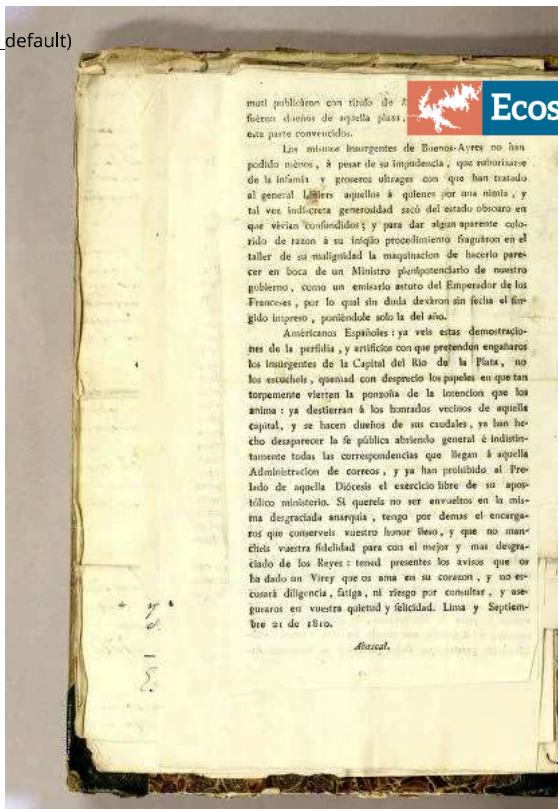 _default)
Ecos
muti publicáron con título de
fuéron dueños de aquella plaza,
esta parte convencidos.
Los mismos insurgentes de Buenos-Ayres no han
podido ménos, á pesar de su impudencia, que ruborizarse
de la infamia y groseros ultrages con que han tratado
al general Liniers aquellos á quienes por una nimia, y
tal vez indiscreta generosidad sacó del estado obscuro en
que vivian confundidos; y para dar algun aparente colo-
rido de razon á su iniqüo procedimiento fraguáron en el
taller de su malignidad la maquinacion de hacerlo pare-
cer en boca de un Ministro plenipotenciario de nuestro
gobierno, como un emisario astuto del Emperador de los
Franceses, por lo qual sin duda dexáron sin fecha el fin-
gido impreso, poniéndole solo la del año.
Américanos Españoles: ya veis estas demostracio-
nes de la perfidia, y artificios con que pretenden engañaros
los insurgentes de la Capital del Rio de la Plata, no
los escucheis, quemad con desprecio los papeles en que tan
torpemente vierten la ponzoña de la intencion que los
anima: ya destierran á los honrados vecinos de aquella
capital, y se hacen dueños de sus caudales, ya han he-
cho desaparecer la fe pública abriendo general é indistin-
tamente todas las correspondencias que llegan á aquella
Administracion de correos, y ya han prohibido al Pre-
lado de aquella Diócesis el exercicio libre de su apos-
tólico ministerio. Si quereis no ser envueltos en la mis-
ma desgraciada anarquia, tengo por demas el encarga-
ros que conserveis vuestro honor ileso, y que no man-
cheis vuestra fidelidad para con el mejor y mas desgra-
ciado de los Reyes: tened presentes los avisos que os
ha dado un Virey que os ama en su corazon, y no es-
cusará diligencia, fatiga, ni riesgo por consultar, y ase-
guraros en vuestra quietud y felicidad. Lima y Septiem-
bre 21 de 1810.
Abascal.